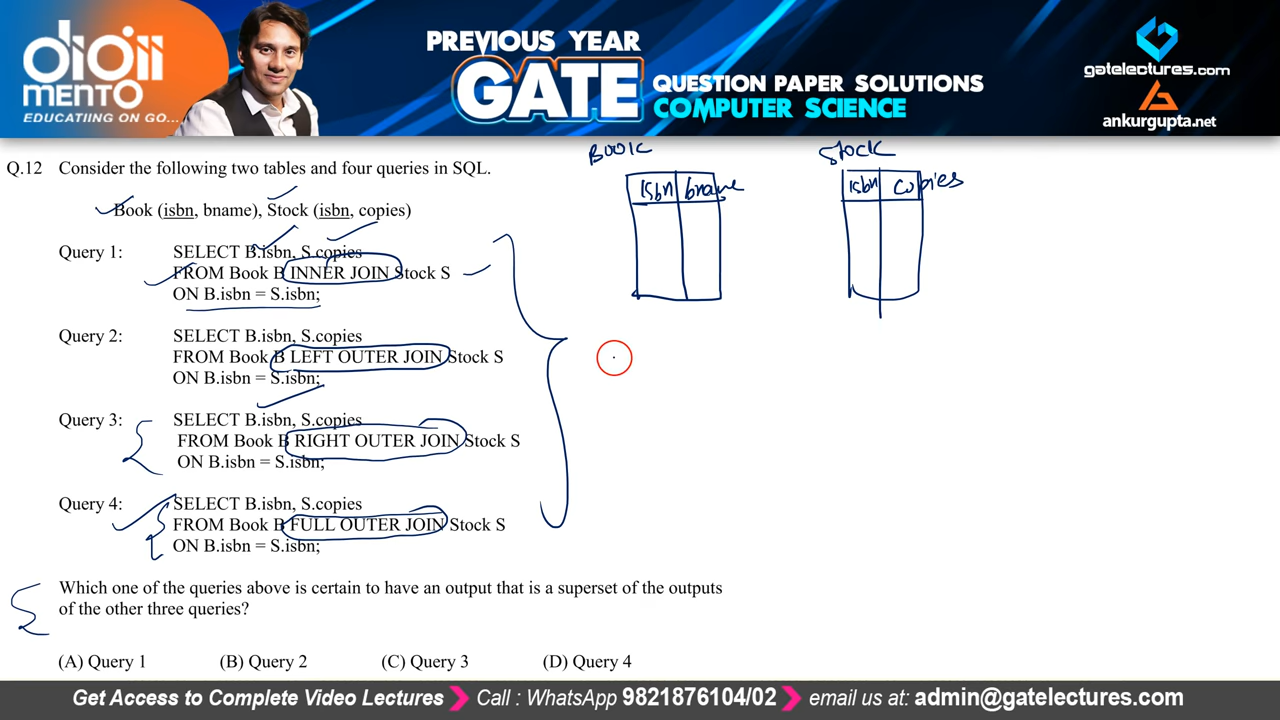 digii
mento
EDUCATIING ON GO...
PREVIOUS YEAR
GATE
QUESTION PAPER SOLUTIONS
COMPUTER SCIENCE
gatelectures.com
ankurgupta.net
Q.12 Consider the following two tables and four queries in SQL.
Book (isbn, bname), Stock (isbn, copies)
Query 1: SELECT B.isbn, S.copies
FROM Book B INNER JOIN Stock S
ON B.isbn = S.isbn;
Query 2: SELECT B.isbn, S.copies
FROM Book B LEFT OUTER JOIN Stock S
ON B.isbn = S.isbn;
Query 3: SELECT B.isbn, S.copies
FROM Book B RIGHT OUTER JOIN Stock S
ON B.isbn = S.isbn;
Query 4: SELECT B.isbn, S.copies
FROM Book B FULL OUTER JOIN Stock S
ON B.isbn = S.isbn;
Which one of the queries above is certain to have an output that is a superset of the outputs
of the other three queries?
(A) Query 1 (B) Query 2 (C) Query 3 (D) Query 4
Book Stock
isbn bname isbn copies
Get Access to Complete Video Lectures Call : WhatsApp 9821876104/02 email us at: admin@gatelectures.com